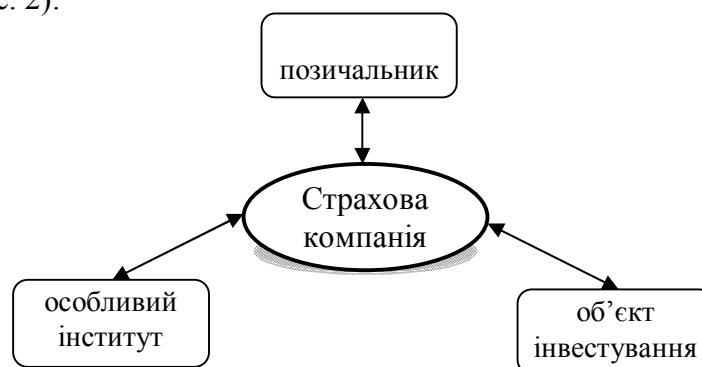 с. 2).
позичальник
Страхова
компанія
особливий
інститут
об’єкт
інвестування